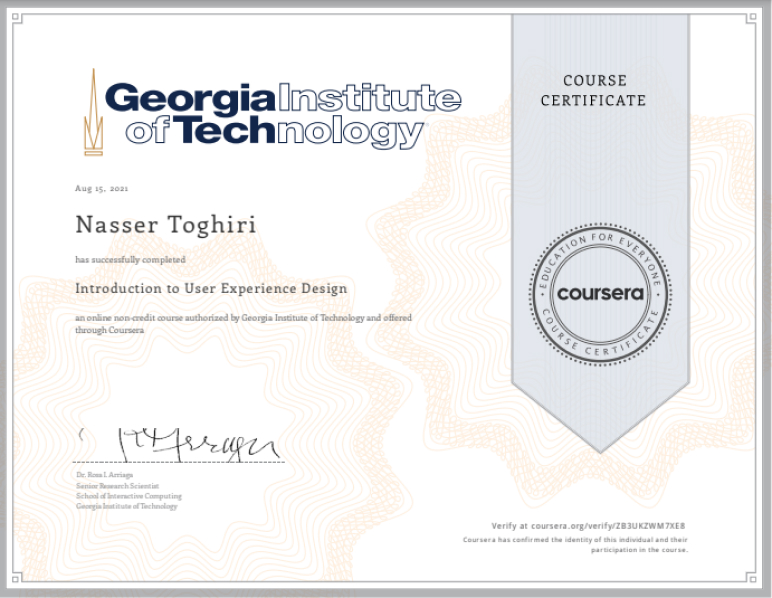 Georgia Institute
of Technology
COURSE
CERTIFICATE
Aug 15, 2021
Nasser Toghiri
has successfully completed
Introduction to User Experience Design
an online non-credit course authorized by Georgia Institute of Technology and offered
through Coursera
EDUCATION FOR EVERYONE
coursera
COURSE CERTIFICATE
Dr. Rosa I. Arriaga
Senior Research Scientist
School of Interactive Computing
Georgia Institute of Technology
Verify at coursera.org/verify/ZB3UKZWM7XE8
Coursera has confirmed the identity of this individual and their
participation in the course.